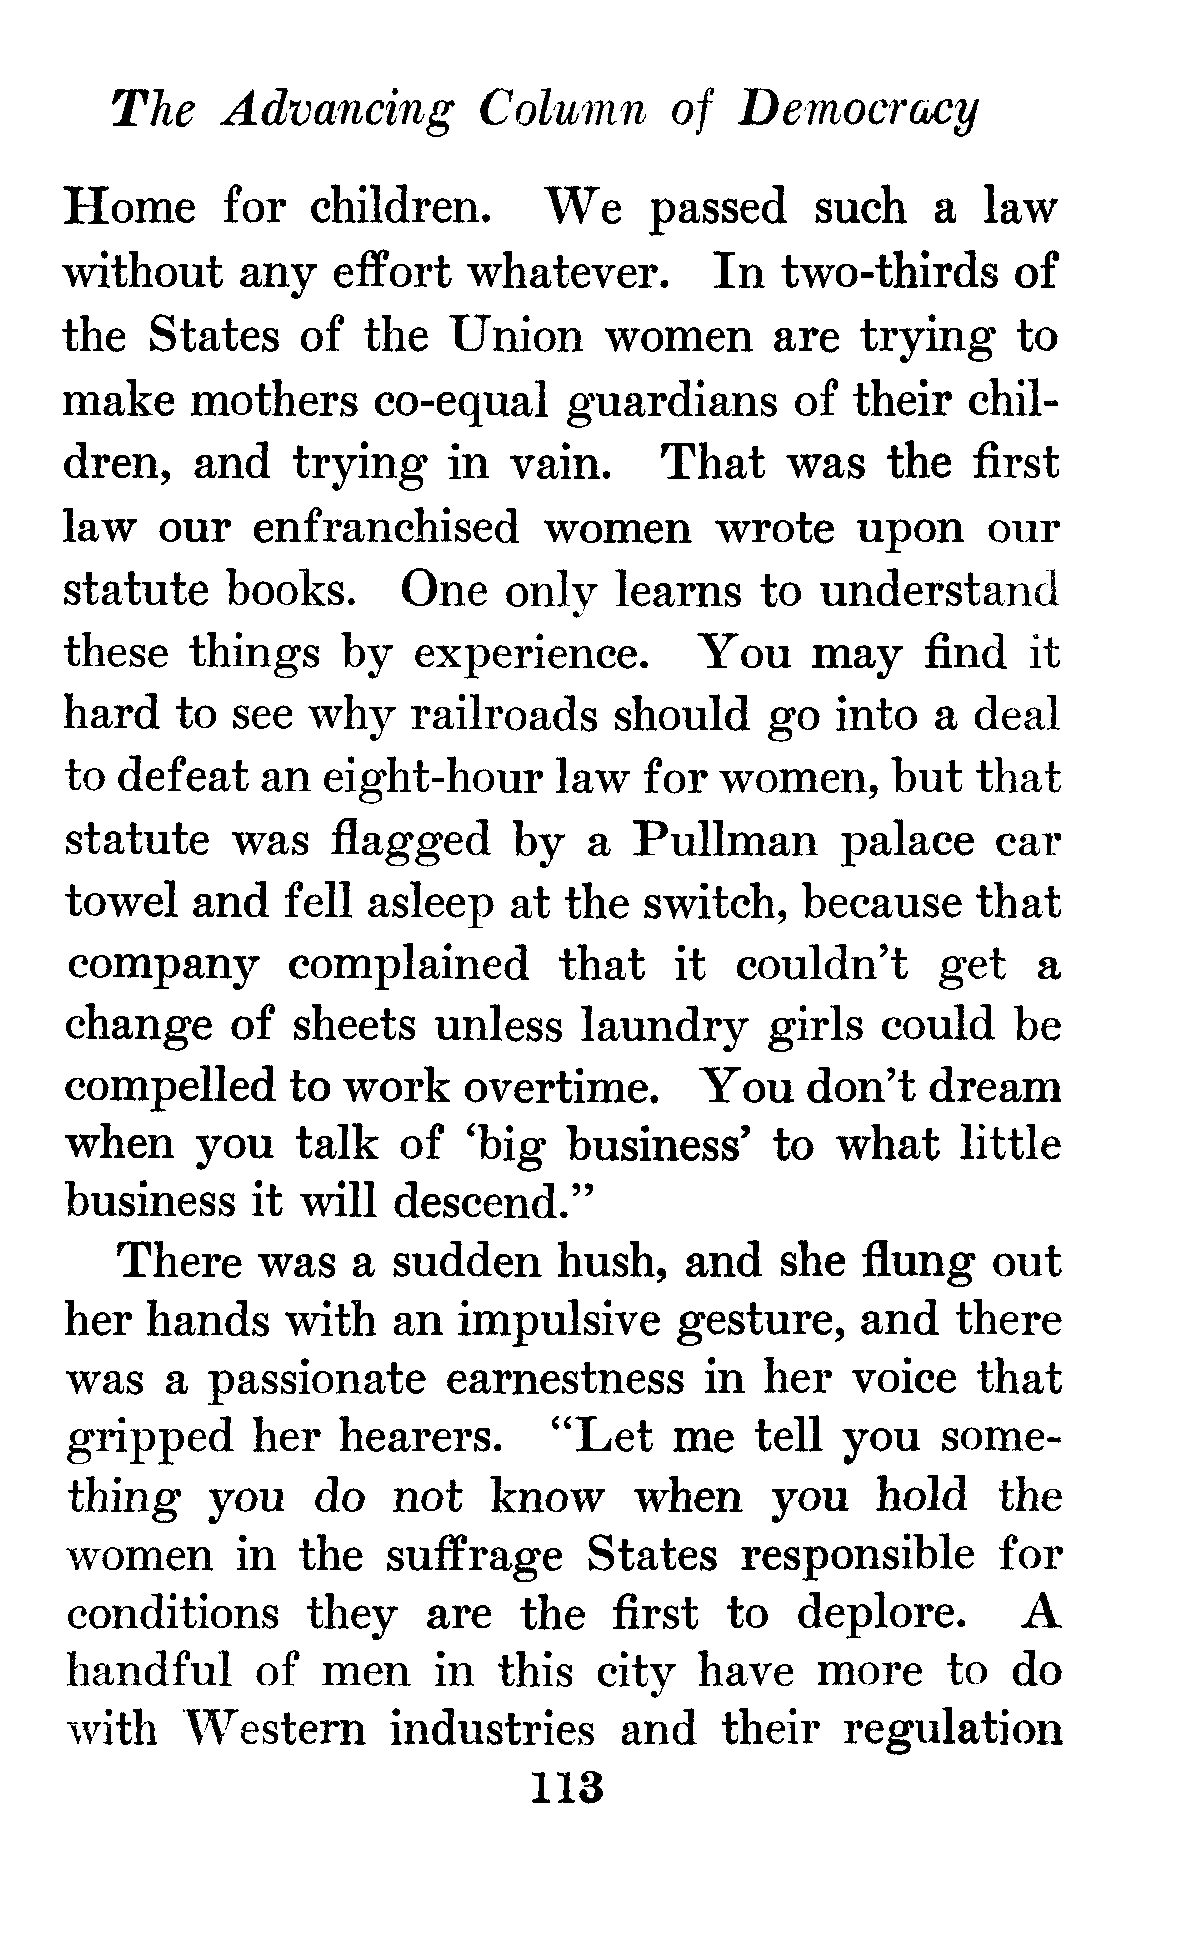 The Advancing Column of Democracy
Home for children. We passed such a law
without any effort whatever. In two-thirds of
the States of the Union women are trying to
make mothers co-equal guardians of their chil-
dren, and trying in vain. That was the first
law our enfranchised women wrote upon our
statute books. One only learns to understand
these things by experience. You may find it
hard to see why railroads should go into a deal
to defeat an eight-hour law for women, but that
statute was flagged by a Pullman palace car
towel and fell asleep at the switch, because that
company complained that it couldn't get a
change of sheets unless laundry girls could be
compelled to work overtime. You don't dream
when you talk of 'big business' to what little
business it will descend."
There was a sudden hush, and she flung out
her hands with an impulsive gesture, and there
was a passionate earnestness in her voice that
gripped her hearers. "Let me tell you some-
thing you do not know when you hold the
women in the suffrage States responsible for
conditions they are the first to deplore. A
handful of men in this city have more to do
with Western industries and their regulation
113